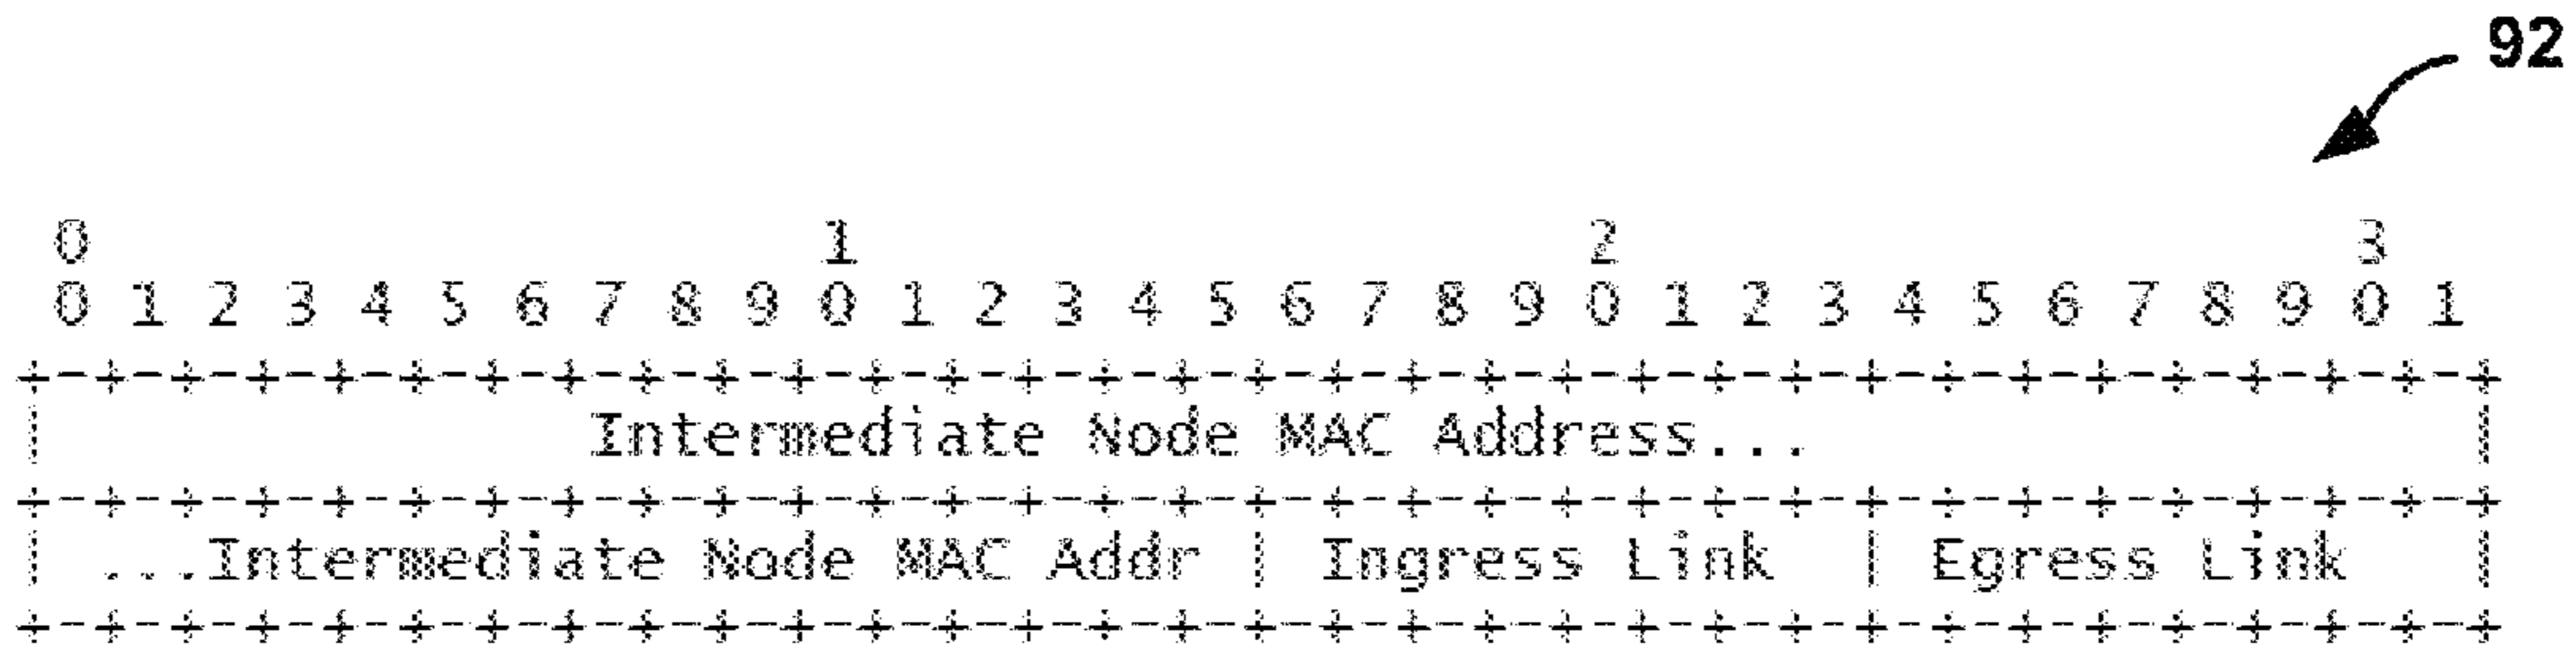 92
0 1 2 3
0 1 2 3 4 5 6 7 8 9 0 1 2 3 4 5 6 7 8 9 0 1 2 3 4 5 6 7 8 9 0 1
+-+-+-+-+-+-+-+-+-+-+-+-+-+-+-+-+-+-+-+-+-+-+-+-+-+-+-+-+-+-+-+-+
| Intermediate Node MAC Address... |
+-+-+-+-+-+-+-+-+-+-+-+-+-+-+-+-+-+-+-+-+-+-+-+-+-+-+-+-+-+-+-+-+
| ...Intermediate Node MAC Addr | Ingress Link | Egress Link |
+-+-+-+-+-+-+-+-+-+-+-+-+-+-+-+-+-+-+-+-+-+-+-+-+-+-+-+-+-+-+-+-+